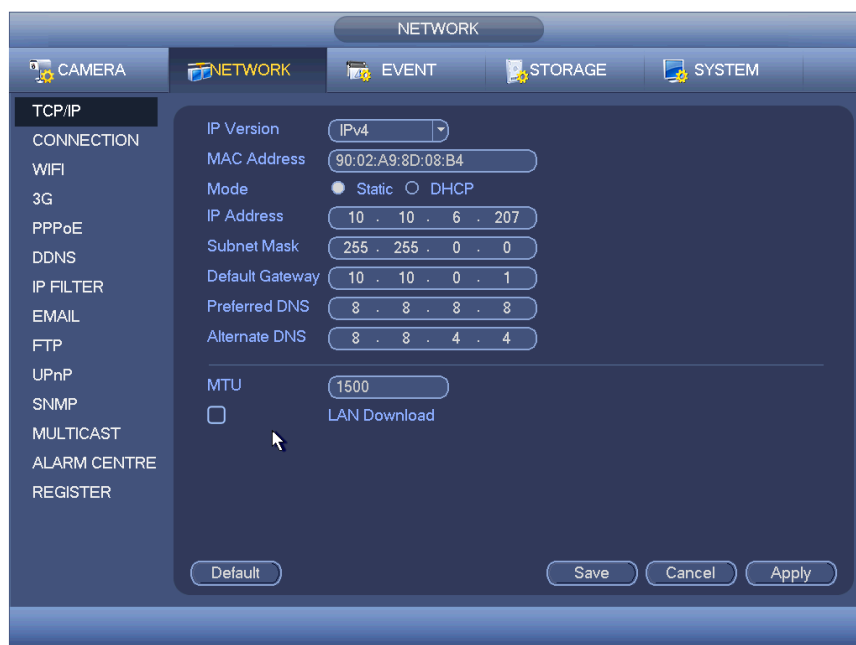 NETWORK
CAMERA NETWORK EVENT STORAGE SYSTEM
TCP/IP
CONNECTION
WIFI
3G
PPPoE
DDNS
IP FILTER
EMAIL
FTP
UPnP
SNMP
MULTICAST
ALARM CENTRE
REGISTER
IP Version IPv4
MAC Address 90:02:A9:8D:08:B4
Mode Static DHCP
IP Address 10 . 10 . 6 . 207
Subnet Mask 255 . 255 . 0 . 0
Default Gateway 10 . 10 . 0 . 1
Preferred DNS 8 . 8 . 8 . 8
Alternate DNS 8 . 8 . 4 . 4
MTU 1500
LAN Download
Default Save Cancel Apply